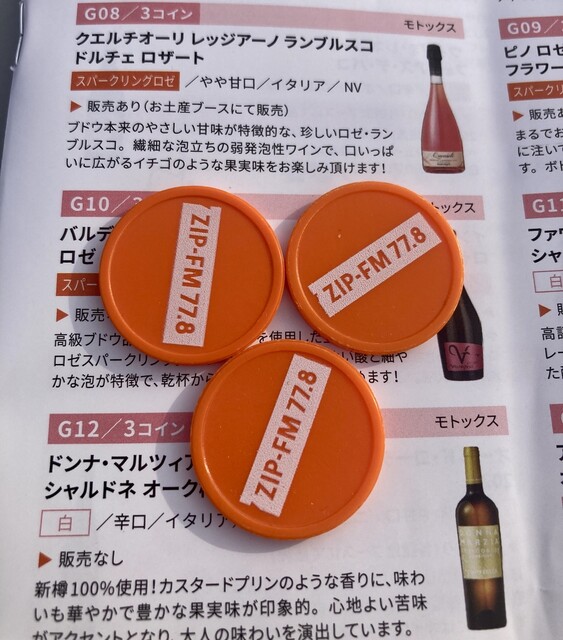 G08／3コイン
モトックス
クエルチオーリ レッジアーノ ランブルスコ
ドルチェ ロザート
スパークリングロゼ ／やや甘口／イタリア／NV
▶ 販売あり（お土産ブースにて販売）
ブドウ本来のやさしい甘味が特徴的な、珍しいロゼ・ラン
ブルスコ。繊細な泡立ちの弱発泡性ワインで、口いっぱ
いに広がるイチゴのような果実味をお楽しみ頂けます！
G10／3
トックス
バルデ
ロゼ
スパー
▶ 販売
高級ブドウ品
を使用した
ロゼスパークリン
い酸と細や
かな泡が特徴で、乾杯から
めます！
ZIP-FM 77.8
ZIP-FM 77.8
ZIP-FM 77.8
G12／3コイン
モトックス
ドンナ・マルツィア
シャルドネ オーク
白 ／辛口／イタリア
▶ 販売なし
新樽100%使用！カスタードプリンのような香りに、味わ
いも華やかで豊かな果実味が印象的。心地よい苦味
がアクセントとなり、大人の味わいを演出しています。
G09／
ピノ ロゼ
フラワー
スパークリ
▶ 販売あ
まるでお
に注いで
す。ボト
G11
ファウ
シャ
白
▶ 販
高認
レー
た酢